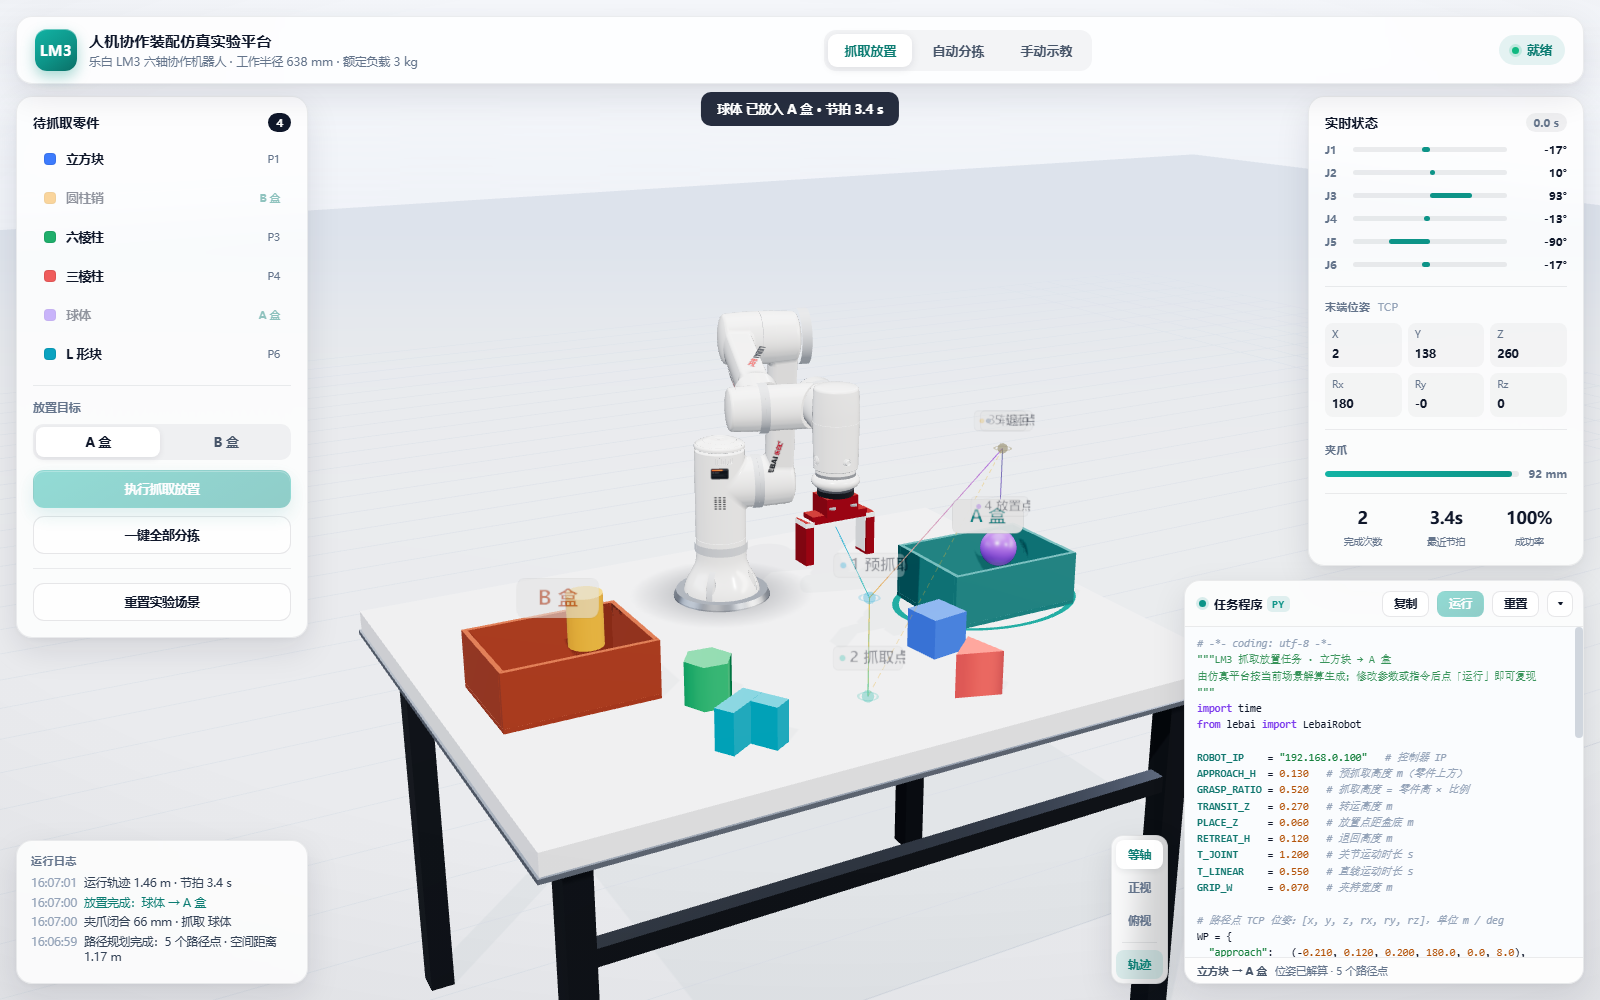 LM3
人机协作装配仿真实验平台
乐白 LM3 六轴协作机器人 · 工作半径 638 mm · 额定负载 3 kg
抓取放置
自动分拣
手动示教
就绪
球体 已放入 A 盒 • 节拍 3.4 s
待抓取零件
4
立方块
P1
圆柱销
B 盒
六棱柱
P3
三棱柱
P4
球体
A 盒
L 形块
P6
放置目标
A 盒
B 盒
执行抓取放置
一键全部分拣
重置实验场景
运行日志
16:07:01 运行轨迹 1.46 m · 节拍 3.4 s
16:07:00 放置完成：球体 → A 盒
16:07:00 夹爪闭合 66 mm · 抓取 球体
16:06:59 路径规划完成：5 个路径点 · 空间距离
1.17 m
4 放置点
A 盒
1 预抓取
B 盒
2 抓取点
等轴
正视
俯视
轨迹
实时状态
0.0 s
J1 -17°
J2 10°
J3 93°
J4 -13°
J5 -90°
J6 -17°
末端位姿 TCP
X
2
Y
138
Z
260
Rx
180
Ry
-0
Rz
0
夹爪
92 mm
2
完成次数
3.4s
最近节拍
100%
成功率
任务程序 PY
复制
运行
重置
# -*- coding: utf-8 -*-
"""LM3 抓取放置任务 · 立方块 → A 盒
由仿真平台按当前场景解算生成；修改参数或指令后点「运行」即可复现
"""
import time
from lebai import LebaiRobot
ROBOT_IP = "192.168.0.100" # 控制器 IP
APPROACH_H = 0.130 # 预抓取高度 m（零件上方）
GRASP_RATIO = 0.520 # 抓取高度 = 零件高 × 比例
TRANSIT_Z = 0.270 # 转运高度 m
PLACE_Z = 0.060 # 放置点距盒底 m
RETREAT_H = 0.120 # 退回高度 m
T_JOINT = 1.200 # 关节运动时长 s
T_LINEAR = 0.550 # 直线运动时长 s
GRIP_W = 0.070 # 夹持宽度 m
# 路径点 TCP 位姿：[x, y, z, rx, ry, rz]，单位 m / deg
WP = {
"approach": (-0.210, 0.120, 0.200, 180.0, 0.0, 8.0),
立方块 → A 盒 位姿已解算 · 5 个路径点